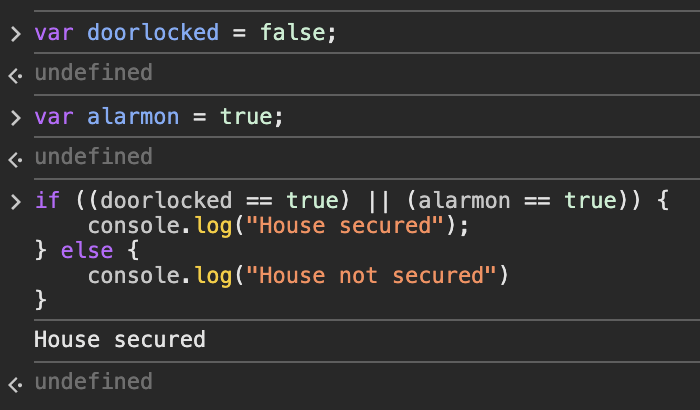 var doorlocked = false;
undefined
var alarmon = true;
undefined
if ((doorlocked == true) || (alarmon == true)) {
    console.log("House secured");
} else {
    console.log("House not secured")
}
House secured
undefined